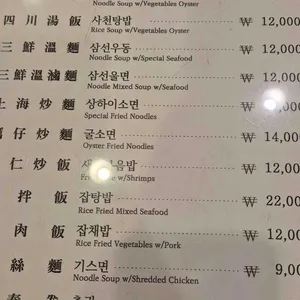 Noodle Soup w/Vegetables Oyster
四川湯飯 사천탕밥 ₩ 12,000
Rice Soup w/Vegetables Oyster
三鮮溫麵 삼선우동 ₩ 12,000
Noodle Soup w/Special Seafood
三鮮溫滷麵 삼선울면 ₩ 12,000
Noodle Mixed Soup w/Seafood
上海炒麵 상하이소면 ₩
Special Fried Noodles
仔炒麵 굴소면 ₩ 14,000
Oyster Fried Noodles
仁炒飯 ₩ 12,000
w/Shrimps
拌飯 잡탕밥 ₩ 22,000
Rice Fried Mixed Seafood
肉飯 잡채밥 ₩ 12,000
Rice Fried Vegetables w/Pork
絲麵 기스면 ₩ 9,0
Noodle Soup w/Shredded Chicken